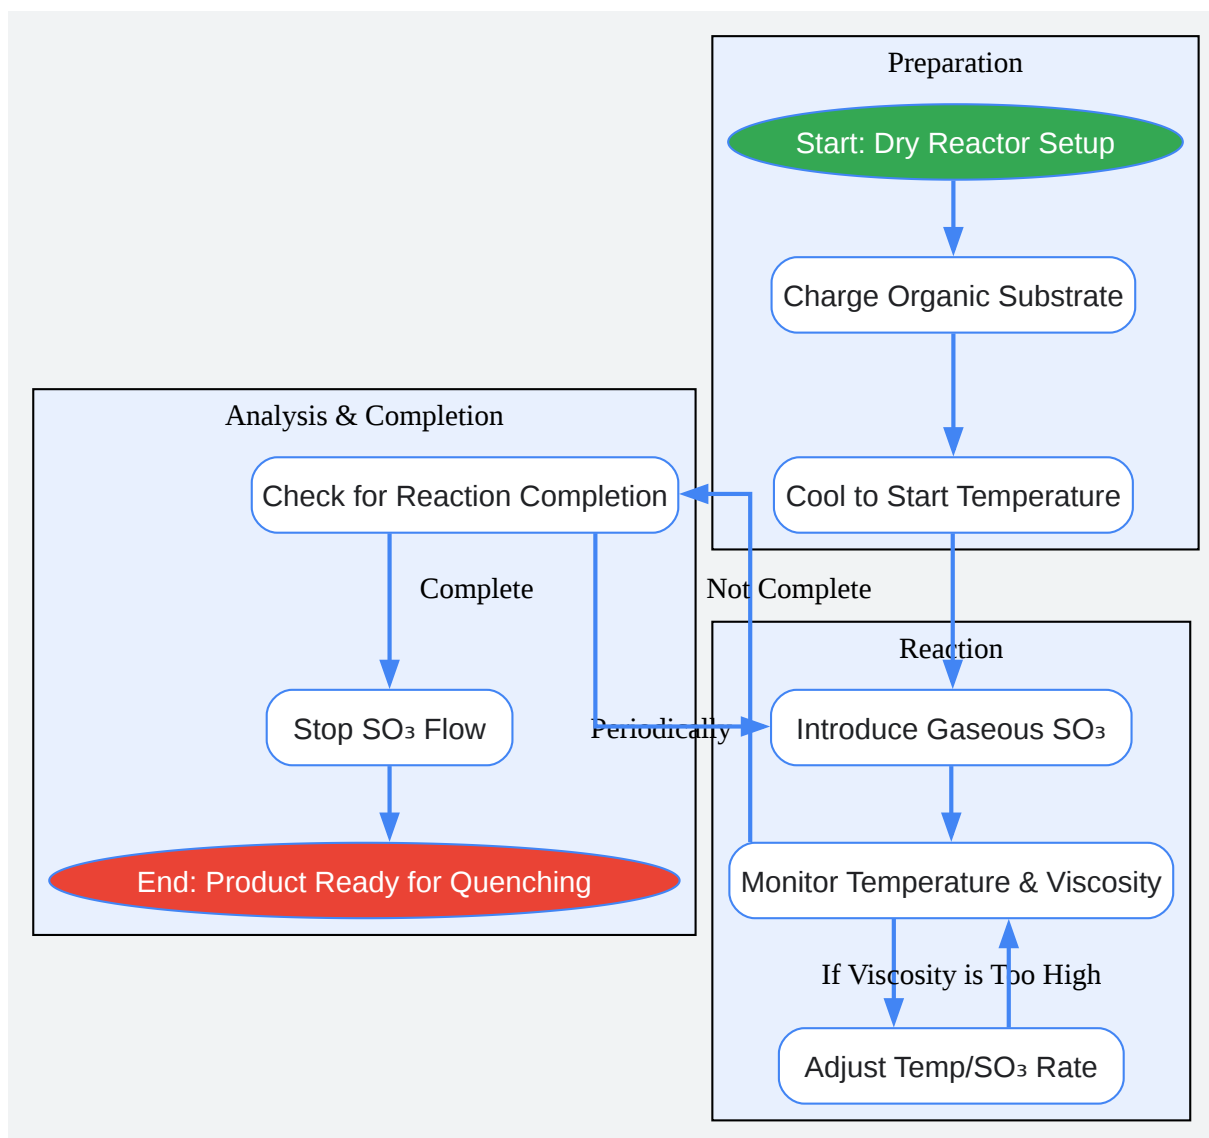 Preparation
Start: Dry Reactor Setup
Charge Organic Substrate
Cool to Start Temperature
Analysis & Completion
Check for Reaction Completion
Complete
Not Complete
Stop SO₃ Flow
Periodically
End: Product Ready for Quenching
Reaction
Introduce Gaseous SO₃
Monitor Temperature & Viscosity
If Viscosity is Too High
Adjust Temp/SO₃ Rate